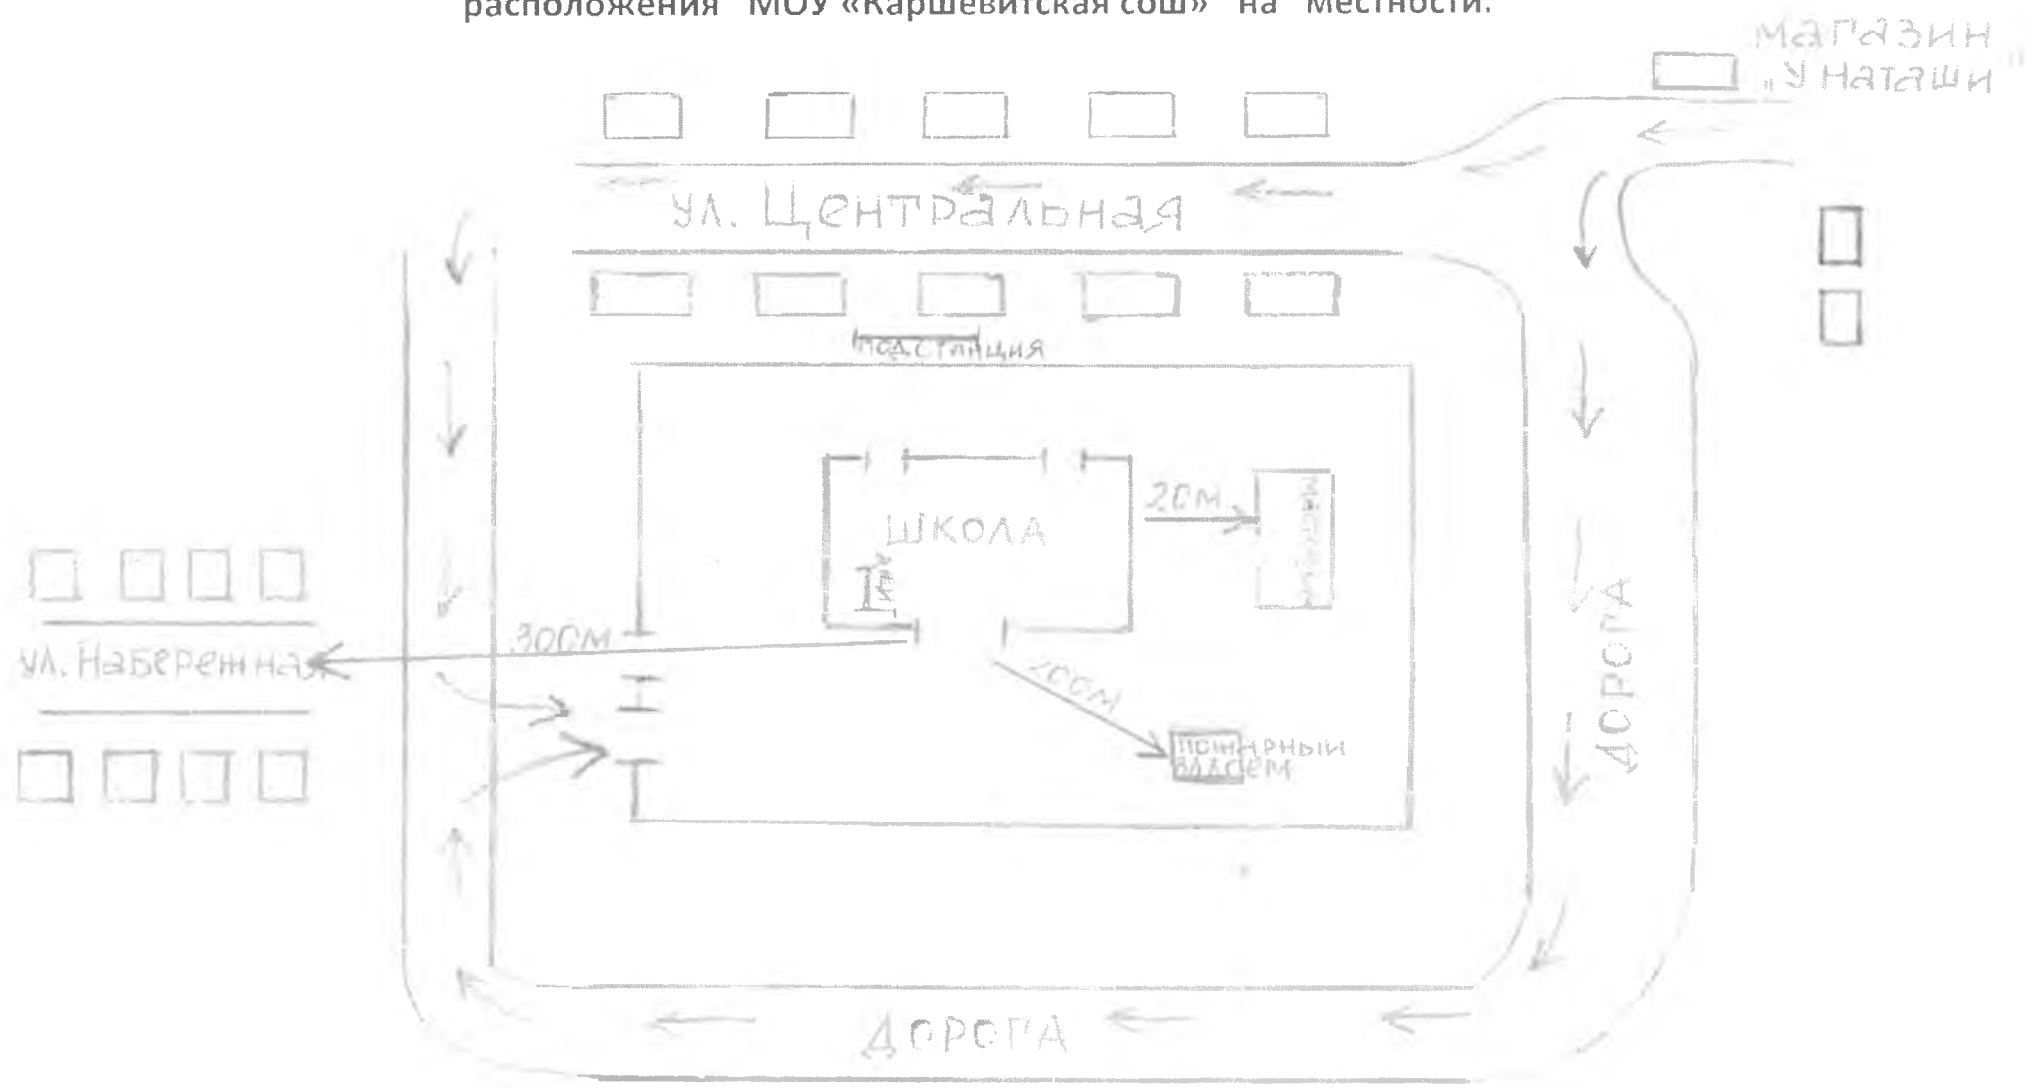 расположения МОУ «Каршевитская сош» на местности.
магазин
"У Наташи"
ул. Центральная
подстанция
20м
школа
300м
ул. Набережная
200м
пожарный
водоём
дорога
дорога